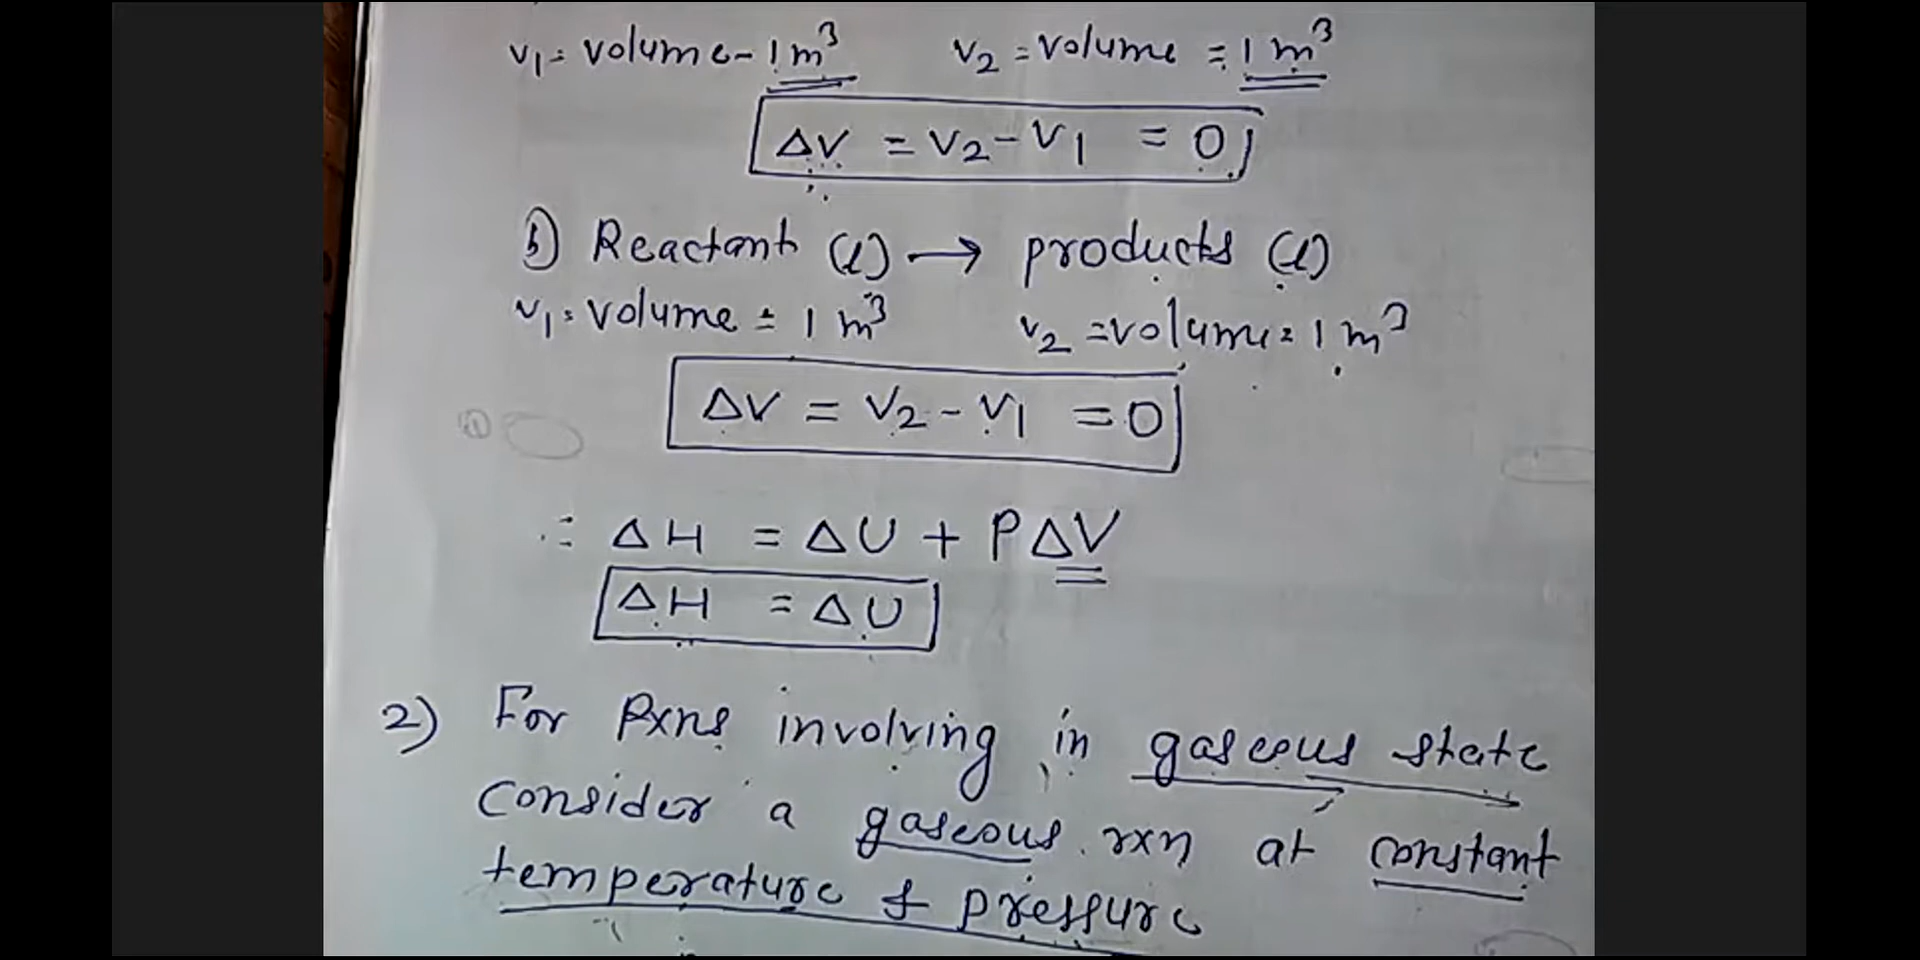 V₁ = volume - 1 m³ V₂ = volume = 1 m³
ΔV = V₂ - V₁ = 0
b) Reactant (l) → products (l)
V₁ = volume = 1 m³ V₂ = volume = 1 m³
ΔV = V₂ - V₁ = 0
∴ ΔH = ΔU + PΔV
ΔH = ΔU
2) For Rxns involving in gaseous state
consider a gaseous rxn at constant
temperature & pressure